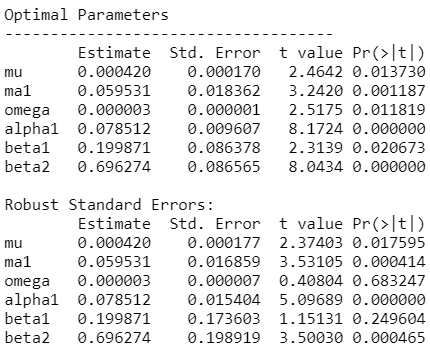 Optimal Parameters
------------------------------------
        Estimate  Std. Error  t value Pr(>|t|)
mu      0.000420    0.000170   2.4642 0.013730
ma1     0.059531    0.018362   3.2420 0.001187
omega   0.000003    0.000001   2.5175 0.011819
alpha1  0.078512    0.009607   8.1724 0.000000
beta1   0.199871    0.086378   2.3139 0.020673
beta2   0.696274    0.086565   8.0434 0.000000
Robust Standard Errors:
        Estimate  Std. Error  t value Pr(>|t|)
mu      0.000420    0.000177  2.37403 0.017595
ma1     0.059531    0.016859  3.53105 0.000414
omega   0.000003    0.000007  0.40804 0.683247
alpha1  0.078512    0.015404  5.09689 0.000000
beta1   0.199871    0.173603  1.15131 0.249604
beta2   0.696274    0.198919  3.50030 0.000465